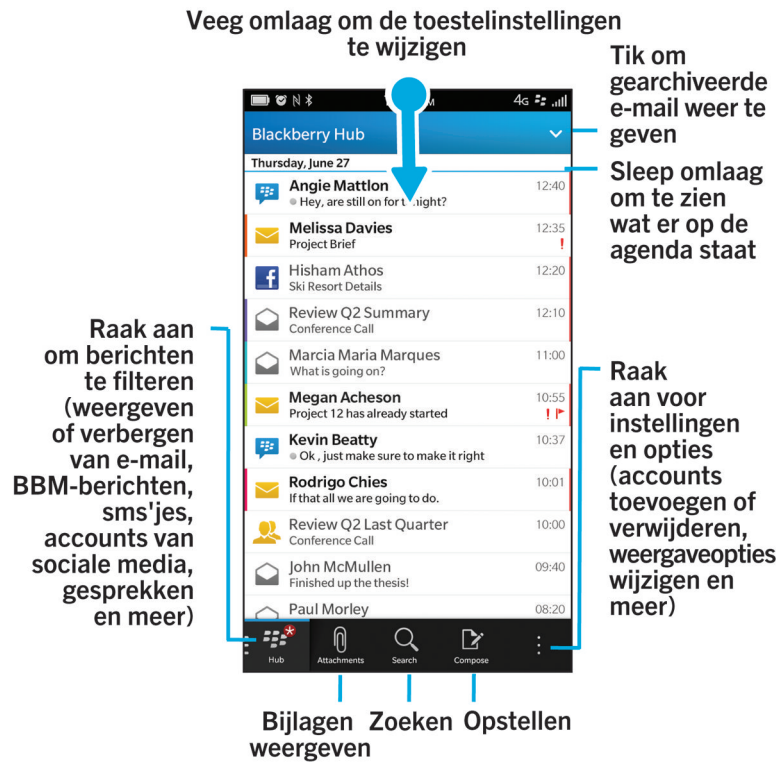 Veeg omlaag om de toestelinstellingen
te wijzigen
Tik om
gearchiveerde
e-mail weer te
geven
Sleep omlaag
om te zien
wat er op de
agenda staat
4G
Blackberry Hub
Thursday, June 27
Angie Mattlon 12:40
Hey, are still on for tonight?
Melissa Davies 12:35
Project Brief !
Hisham Athos 12:20
Ski Resort Details
Review Q2 Summary 12:10
Conference Call
Marcia Maria Marques 11:00
What is going on?
Megan Acheson 10:55
Project 12 has already started !
Kevin Beatty 10:37
Ok , just make sure to make it right
Rodrigo Chies 10:01
If that all we are going to do.
Review Q2 Last Quarter 10:00
Conference Call
John McMullen 09:40
Finished up the thesis!
Paul Morley 08:20
Hub
Attachments
Search
Compose
Raak aan
om berichten
te filteren
(weergeven
of verbergen
van e-mail,
BBM-berichten,
sms'jes,
accounts van
sociale media,
gesprekken
en meer)
Raak
aan voor
instellingen
en opties
(accounts
toevoegen of
verwijderen,
weergaveopties
wijzigen en
meer)
Bijlagen
weergeven
Zoeken
Opstellen